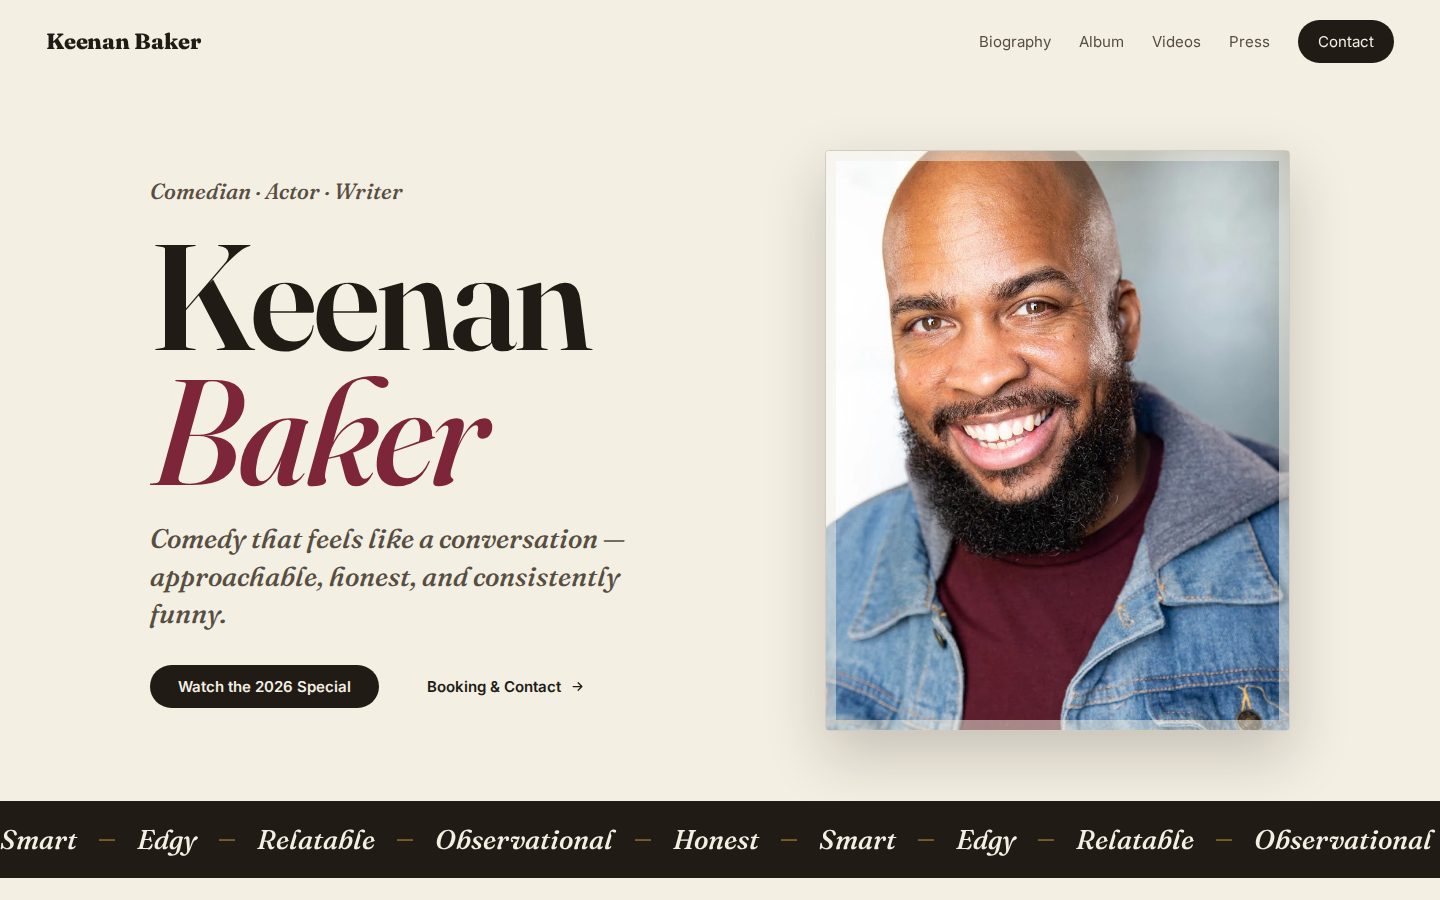 Keenan Baker
Biography Album Videos Press Contact
Comedian · Actor · Writer
Keenan
Baker
Comedy that feels like a conversation —
approachable, honest, and consistently
funny.
Watch the 2026 Special Booking & Contact →
Smart — Edgy — Relatable — Observational — Honest — Smart — Edgy — Relatable — Observational